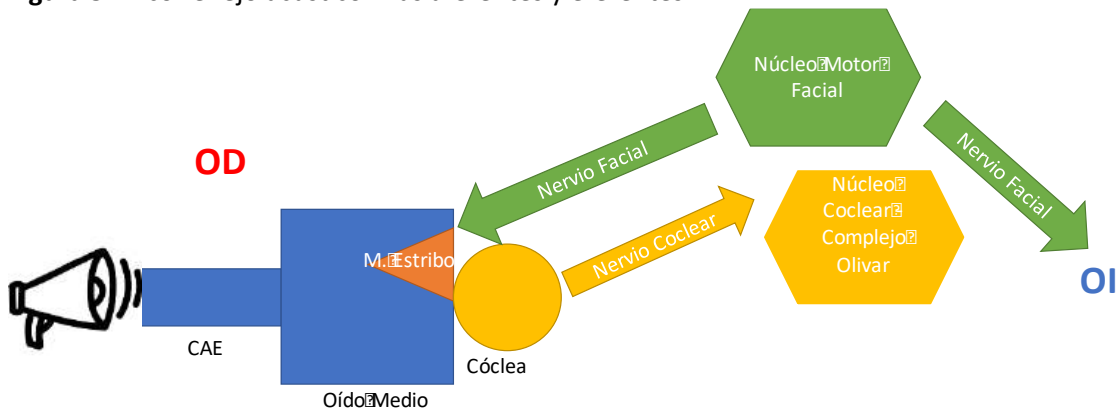 Núcleo Motor
Facial
OD
Nervio Facial
Nervio Facial
Núcleo
Coclear
Complejo
Olivar
Nervio Coclear
M. Estribo
OI
CAE
Cóclea
Oído Medio